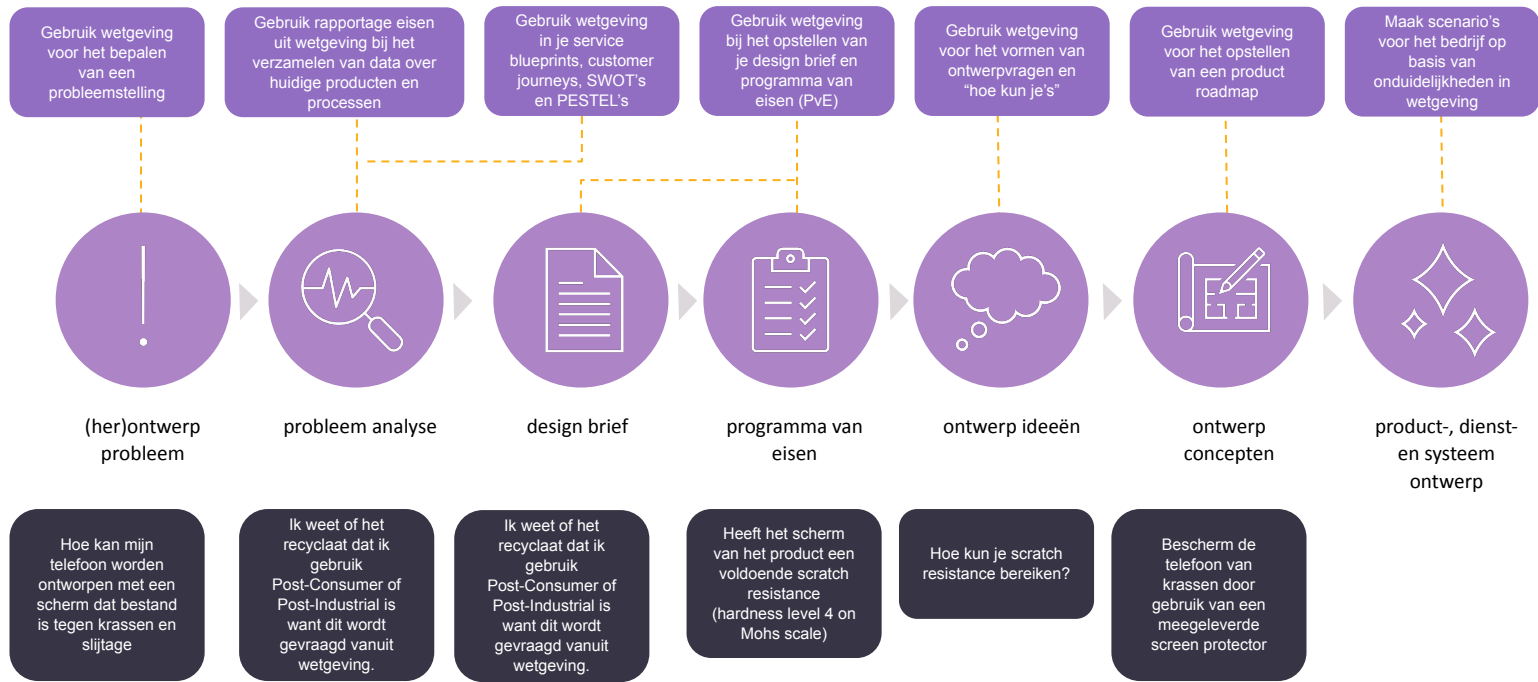 Gebruik wetgeving
voor het bepalen
van een
probleemstelling
Gebruik rapportage eisen
uit wetgeving bij het
verzamelen van data over
huidige producten en
processen
Gebruik wetgeving
in je service
blueprints, customer
journeys, SWOT's
en PESTEL's
Gebruik wetgeving
bij het opstellen van
je design brief en
programma van
eisen (PvE)
Gebruik wetgeving
voor het vormen van
ontwerpvragen en
“hoe kun je's”
Gebruik wetgeving
voor het opstellen
van een product
roadmap
Maak scenario's
voor het bedrijf op
basis van
onduidelijkheden in
wetgeving
(her)ontwerp
probleem
probleem analyse
design brief
programma van
eisen
ontwerp ideeën
ontwerp
concepten
product-, dienst-
en systeem
ontwerp
Hoe kan mijn
telefoon worden
ontworpen met een
scherm dat bestand
is tegen krassen en
slijtage
Ik weet of het
recyclaat dat ik
gebruik
Post-Consumer of
Post-Industrial is
want dit wordt
gevraagd vanuit
wetgeving.
Ik weet of het
recyclaat dat ik
gebruik
Post-Consumer of
Post-Industrial is
want dit wordt
gevraagd vanuit
wetgeving.
Heeft het scherm
van het product een
voldoende scratch
resistance
(hardness level 4 on
Mohs scale)
Hoe kun je scratch
resistance bereiken?
Bescherm de
telefoon van
krassen door
gebruik van een
meegeleverde
screen protector